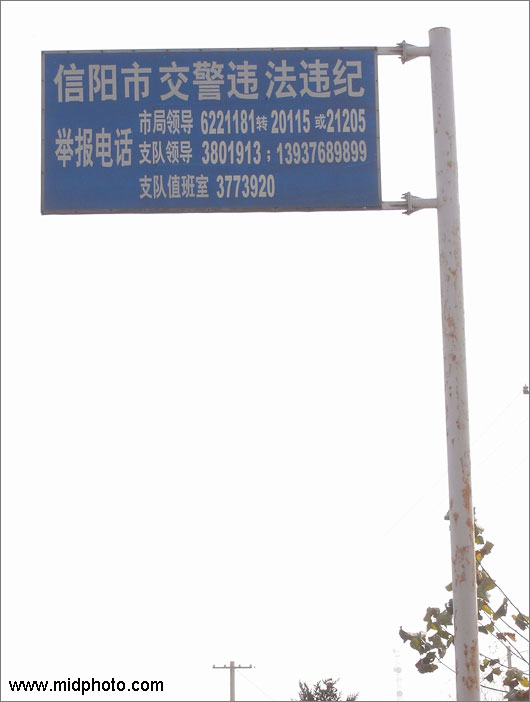 信阳市 交警违法违纪
举报电话
市局领导 6221181转20115 或21205
支队领导 3801913；13937689899
支队值班室 3773920
www.midphoto.com